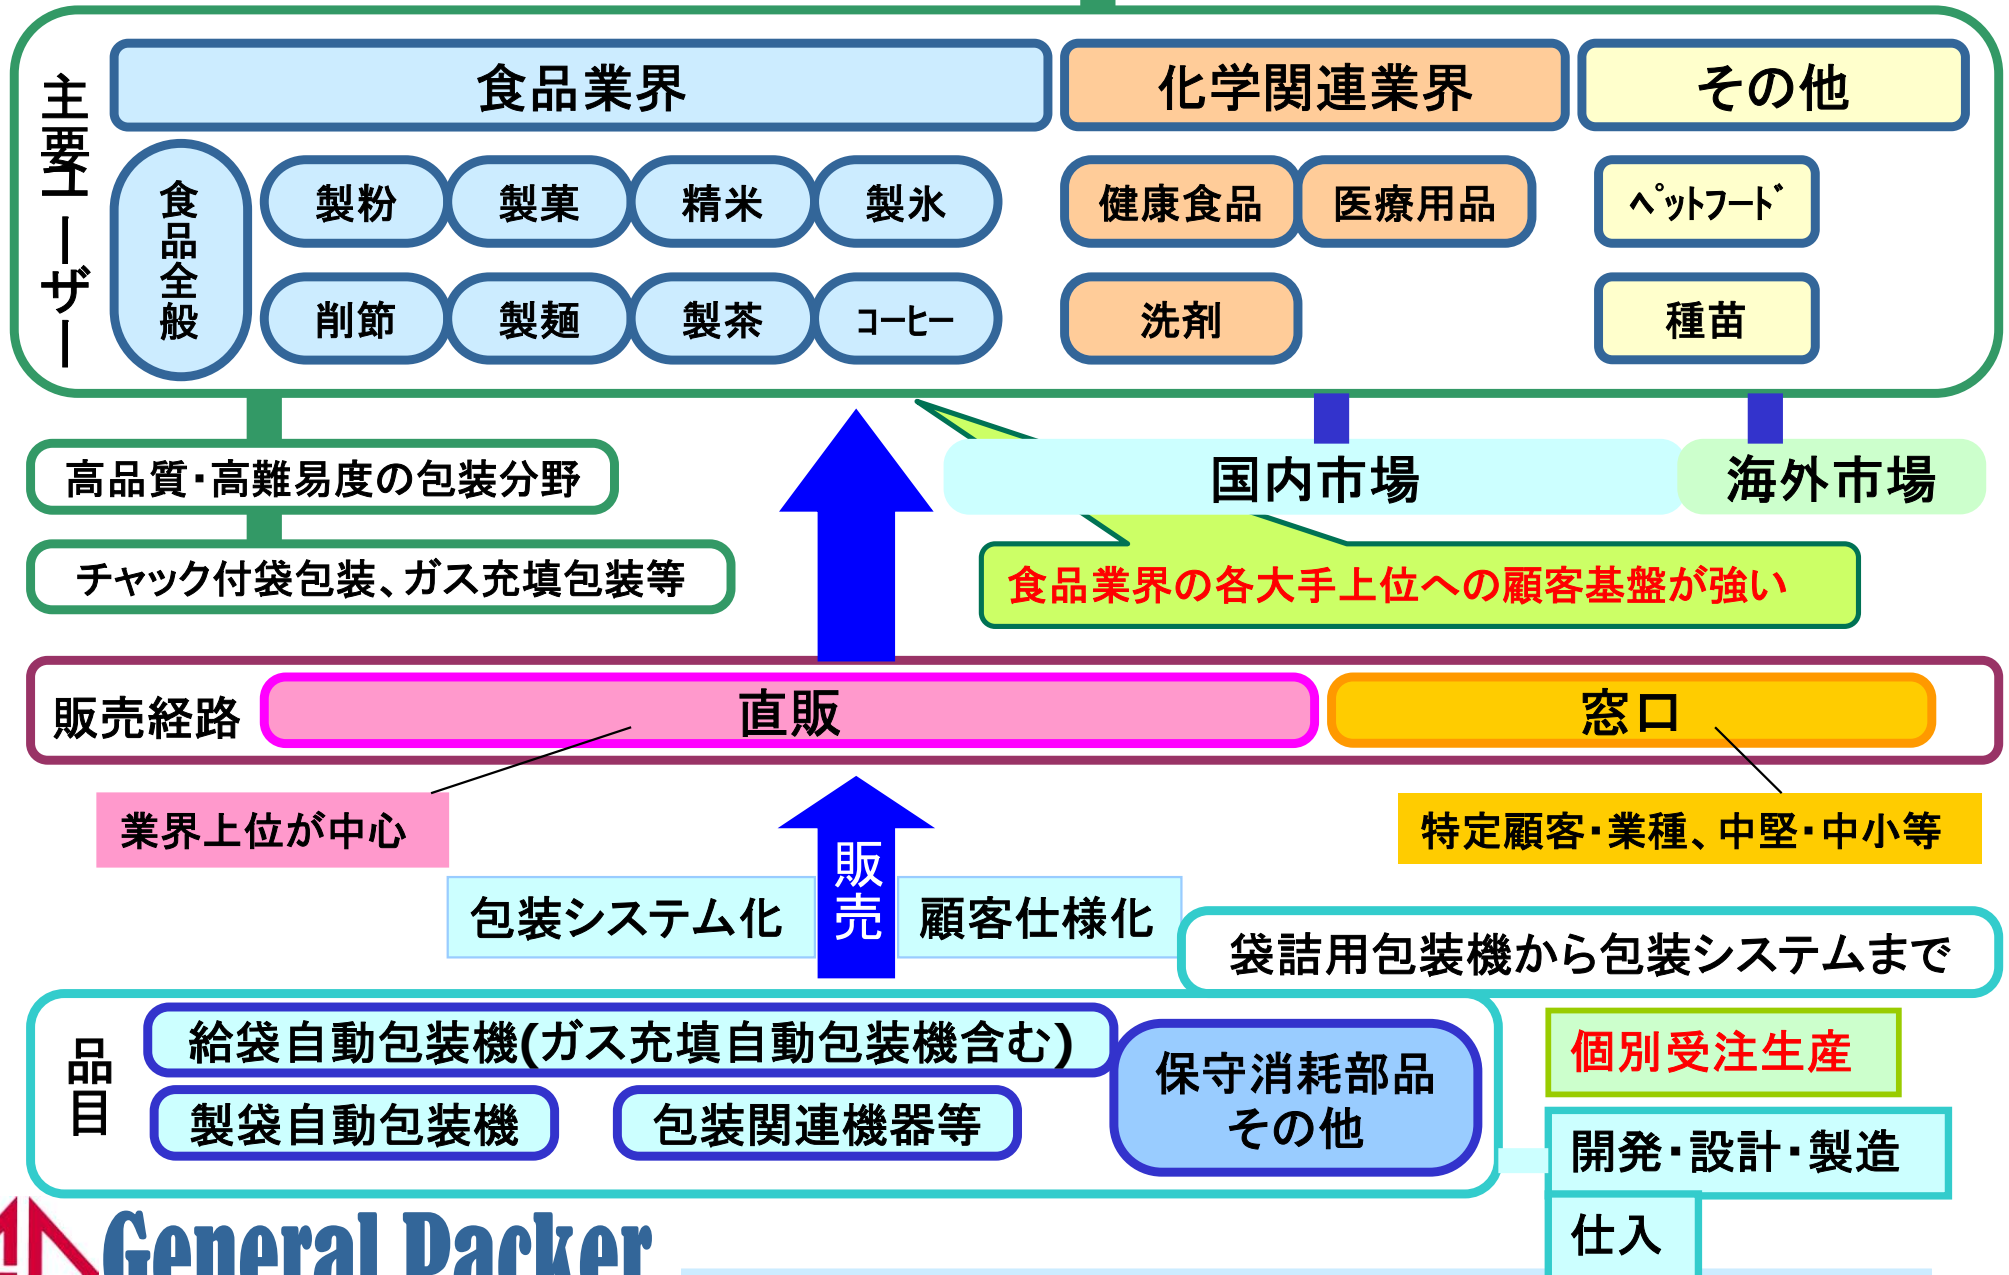 主要ユーザー
食品業界
化学関連業界
その他
食品全般
製粉
製菓
精米
製氷
健康食品
医療用品
ﾍﾟｯﾄフード
削節
製麺
製茶
コーヒー
洗剤
種苗
高品質・高難易度の包装分野
国内市場
海外市場
チャック付袋包装、ガス充填包装等
食品業界の各大手上位への顧客基盤が強い
販売経路
直販
窓口
業界上位が中心
特定顧客・業種、中堅・中小等
販売
包装システム化
顧客仕様化
袋詰用包装機から包装システムまで
品目
給袋自動包装機(ガス充填自動包装機含む)
製袋自動包装機
包装関連機器等
保守消耗部品
その他
個別受注生産
開発・設計・製造
仕入
General Packer